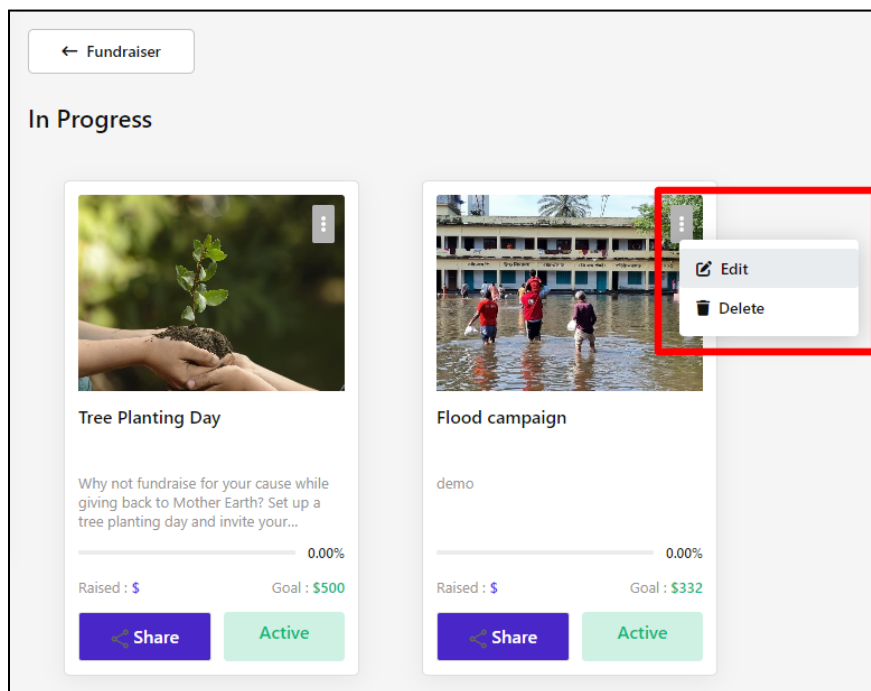 ← Fundraiser
In Progress
Edit
Delete
Tree Planting Day
Why not fundraise for your cause while
giving back to Mother Earth? Set up a
tree planting day and invite your...
0.00%
Raised : $
Goal : $500
Share
Active
Flood campaign
demo
0.00%
Raised : $
Goal : $332
Share
Active